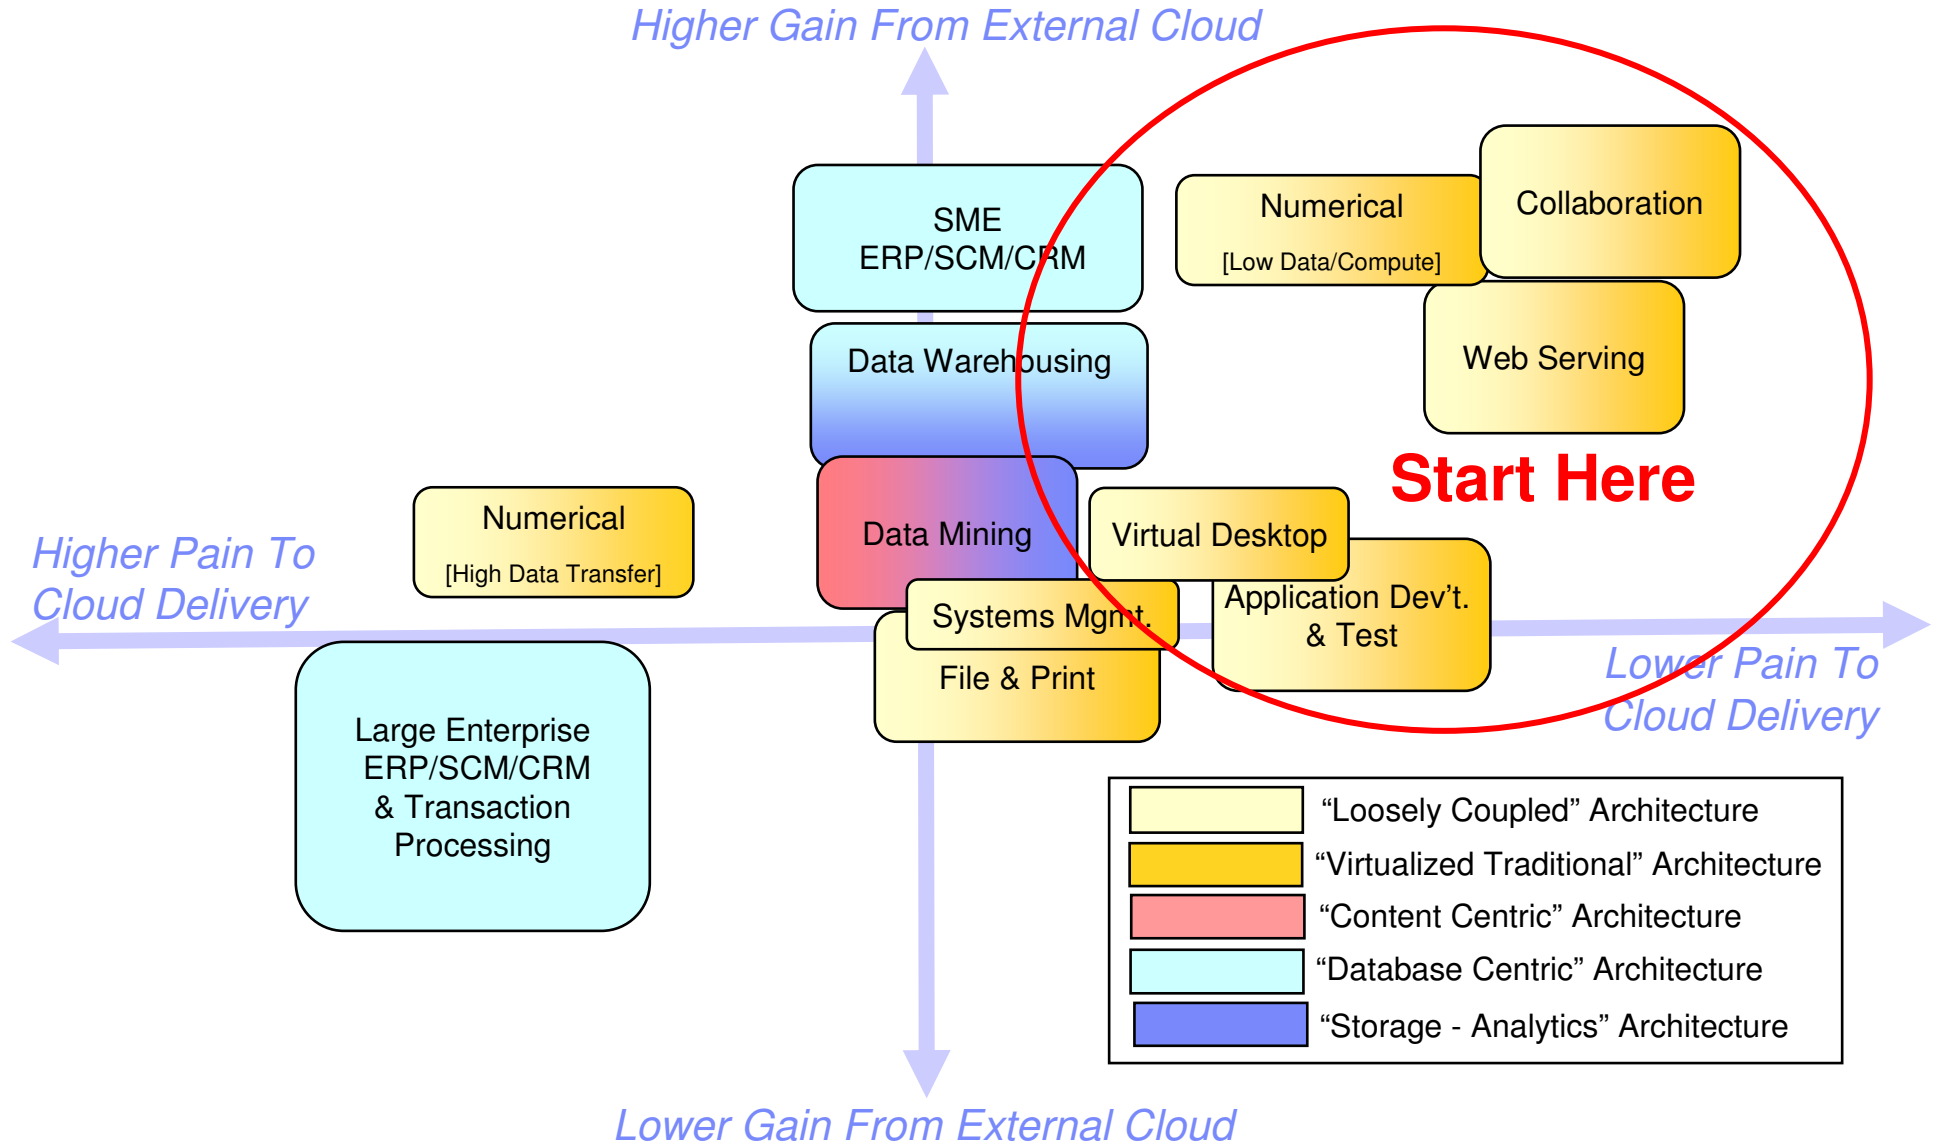 Higher Gain From External Cloud
SME
ERP/SCM/CRM
Numerical
[Low Data/Compute]
Collaboration
Data Warehousing
Web Serving
Start Here
Numerical
[High Data Transfer]
Data Mining
Virtual Desktop
Higher Pain To
Cloud Delivery
Systems Mgmt.
Application Dev’t.
& Test
File & Print
Lower Pain To
Cloud Delivery
Large Enterprise
ERP/SCM/CRM
& Transaction
Processing
“Loosely Coupled” Architecture
“Virtualized Traditional” Architecture
“Content Centric” Architecture
“Database Centric” Architecture
“Storage - Analytics” Architecture
Lower Gain From External Cloud